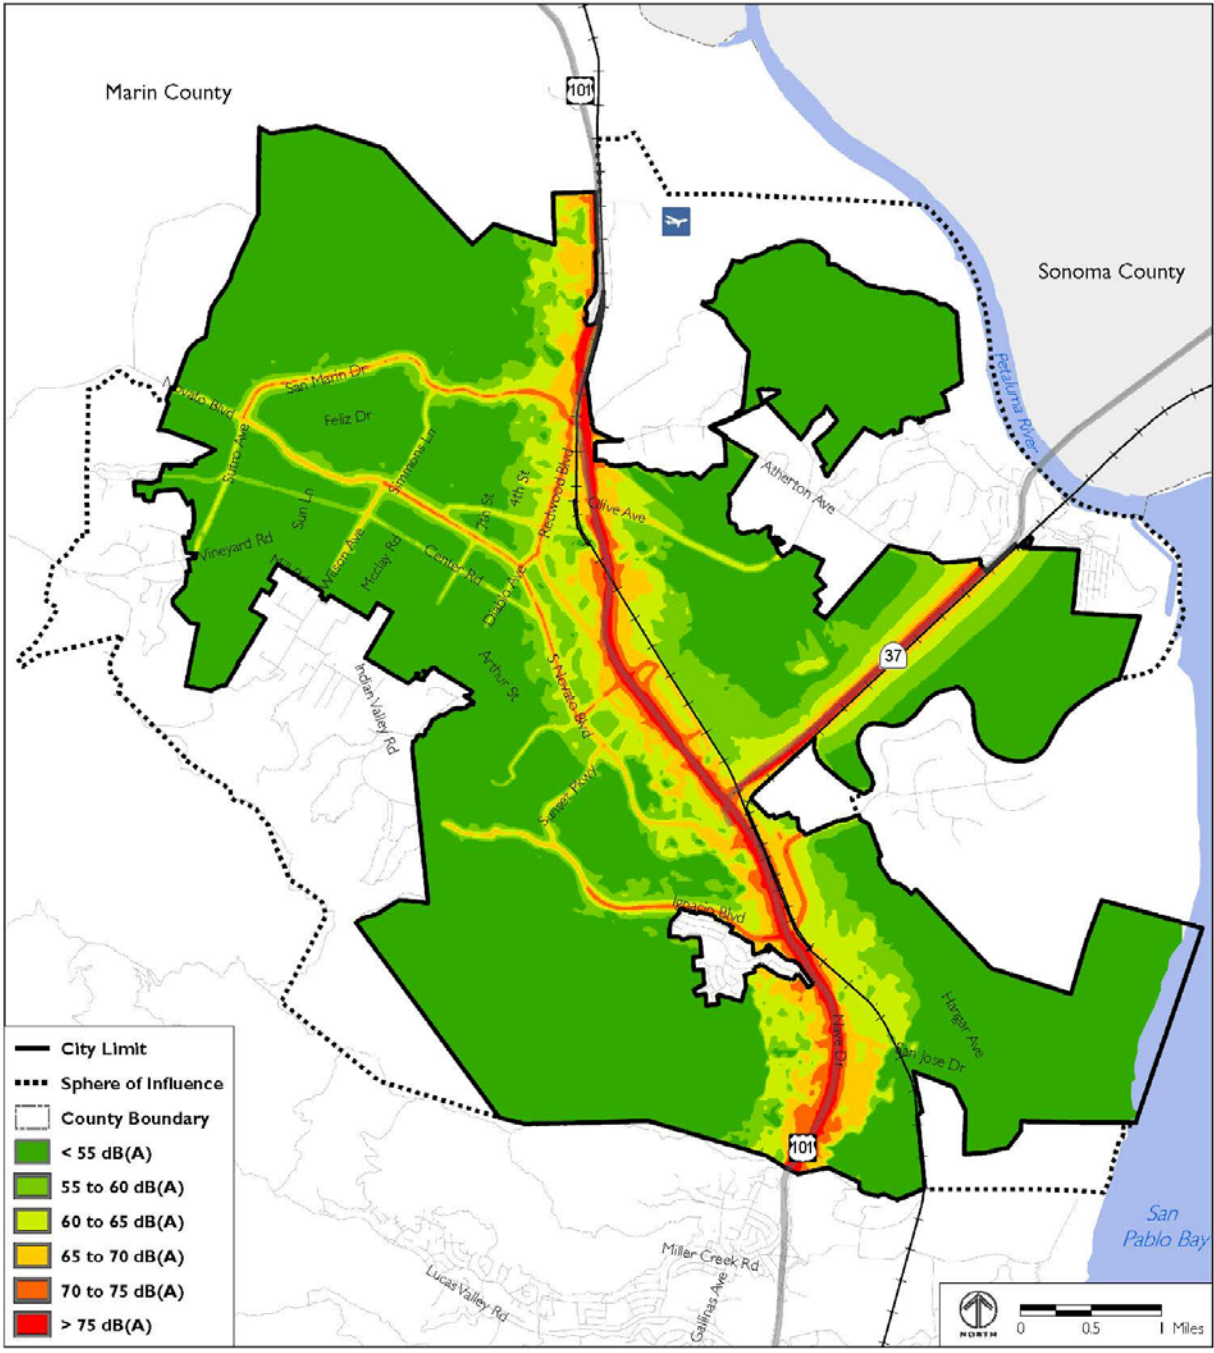 Marin County
101
Sonoma County
Petaluma River
Novato Blvd
San Marin Dr
Feliz Dr
Sutro Ave
Simmons Ln
Sun Ln
7th St
4th St
Redwood Blvd
Olive Ave
Atherton Ave
Vineyard Rd
Wilson Ave
Mcclay Rd
Center Rd
Diablo Ave
Arthur St
S Novato Blvd
Indian Valley Rd
37
Sunset Pkwy
Ignacio Blvd
Nave Dr
Hangar Ave
San Jose Dr
101
San
Pablo Bay
Miller Creek Rd
Lucas Valley Rd
Gallinas Ave
City Limit
Sphere of Influence
County Boundary
< 55 dB(A)
55 to 60 dB(A)
60 to 65 dB(A)
65 to 70 dB(A)
70 to 75 dB(A)
> 75 dB(A)
NORTH
0 0.5 1 Miles